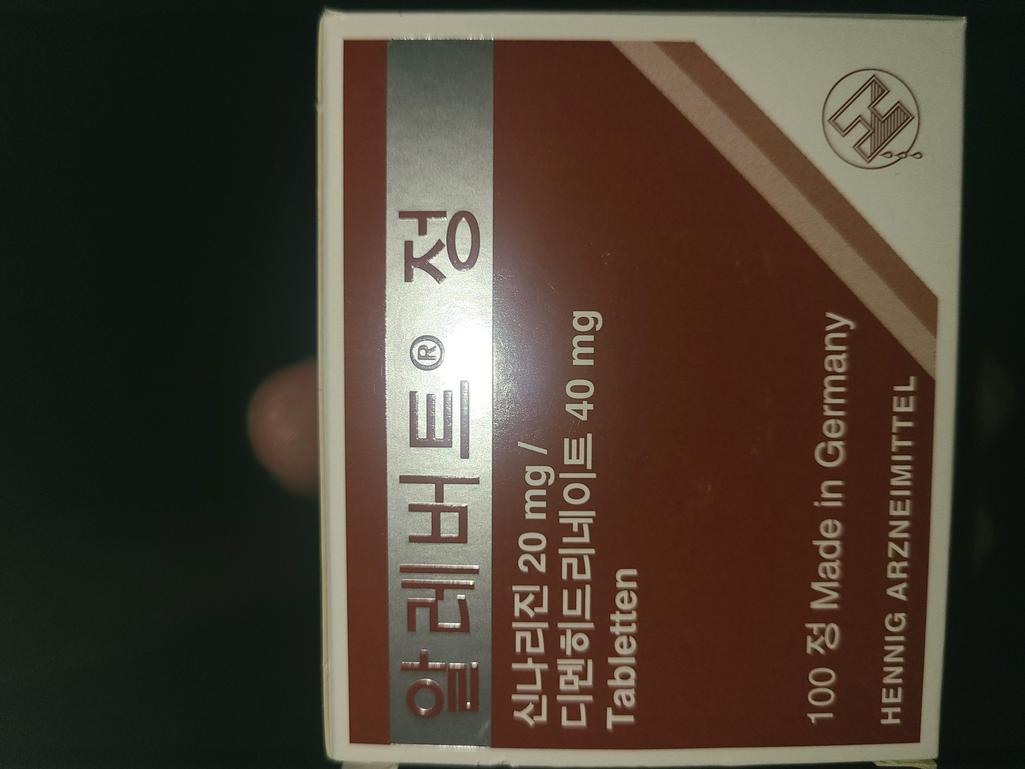 알레버트® 정
신나리진 20 mg /
디멘히드리네이트 40 mg
Tabletten
100 정 Made in Germany
HENNIG ARZNEIMITTEL